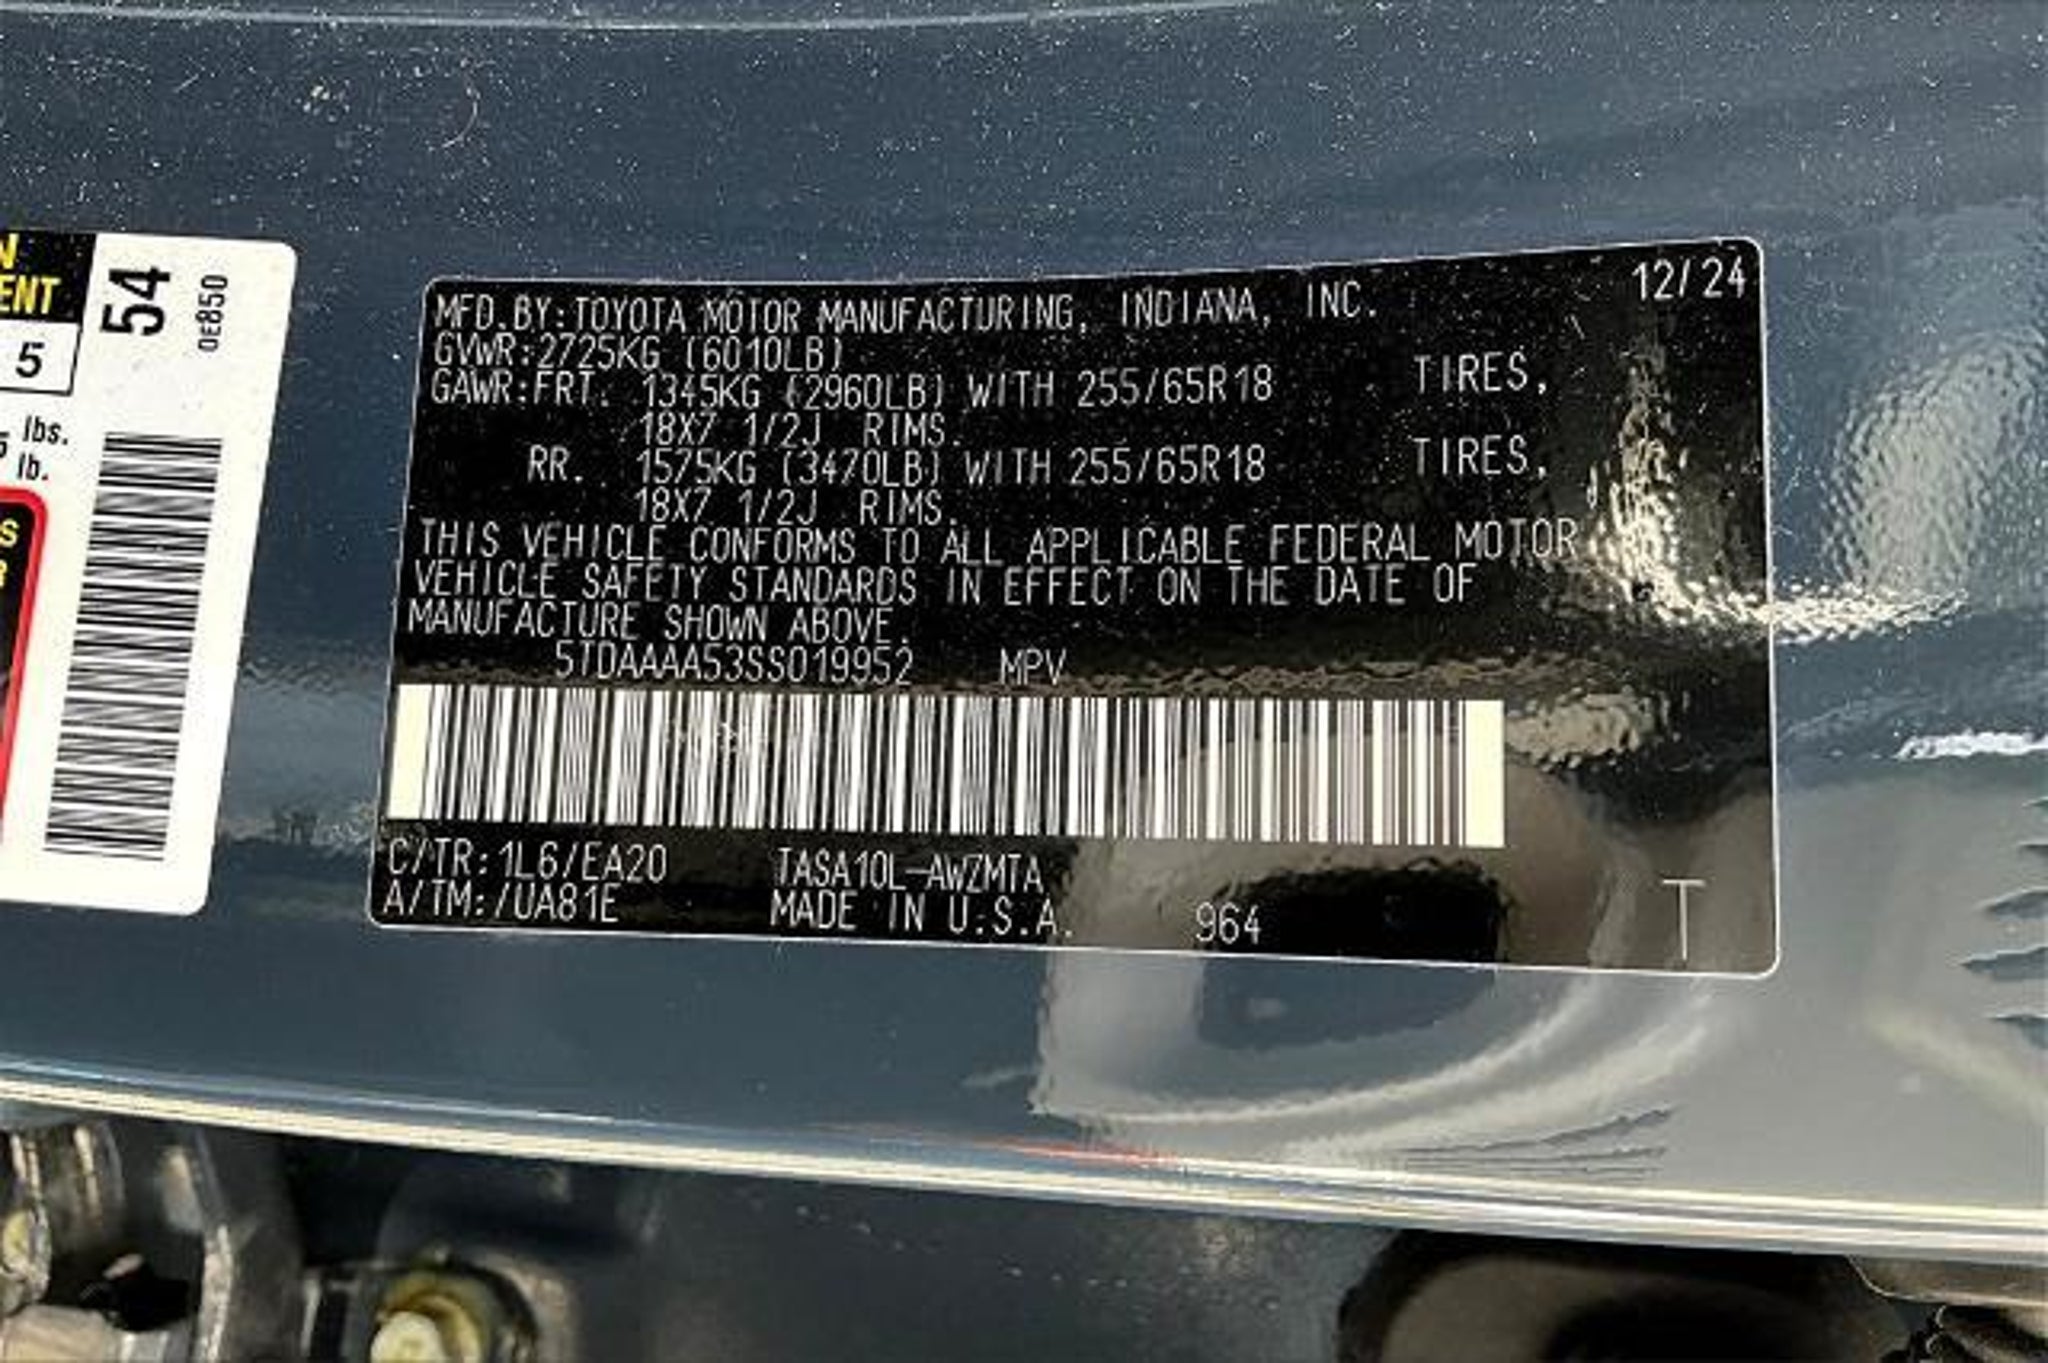 N
ENT
5
lbs.
lb.
S
R
54
0E850
12/24
MFD.BY:TOYOTA MOTOR MANUFACTURING, INDIANA, INC.
GVWR:2725KG (6010LB)
GAWR:FRT. 1345KG (2960LB) WITH 255/65R18 TIRES,
18X7 1/2J RIMS.
RR. 1575KG (3470LB) WITH 255/65R18 TIRES,
18X7 1/2J RIMS.
THIS VEHICLE CONFORMS TO ALL APPLICABLE FEDERAL MOTOR
VEHICLE SAFETY STANDARDS IN EFFECT ON THE DATE OF
MANUFACTURE SHOWN ABOVE.
5TDAAAA53SS019952 MPV
C/TR:1L6/EA20 TASA10L-AWZMTA
A/TM:/UA81E MADE IN U.S.A. 964 T